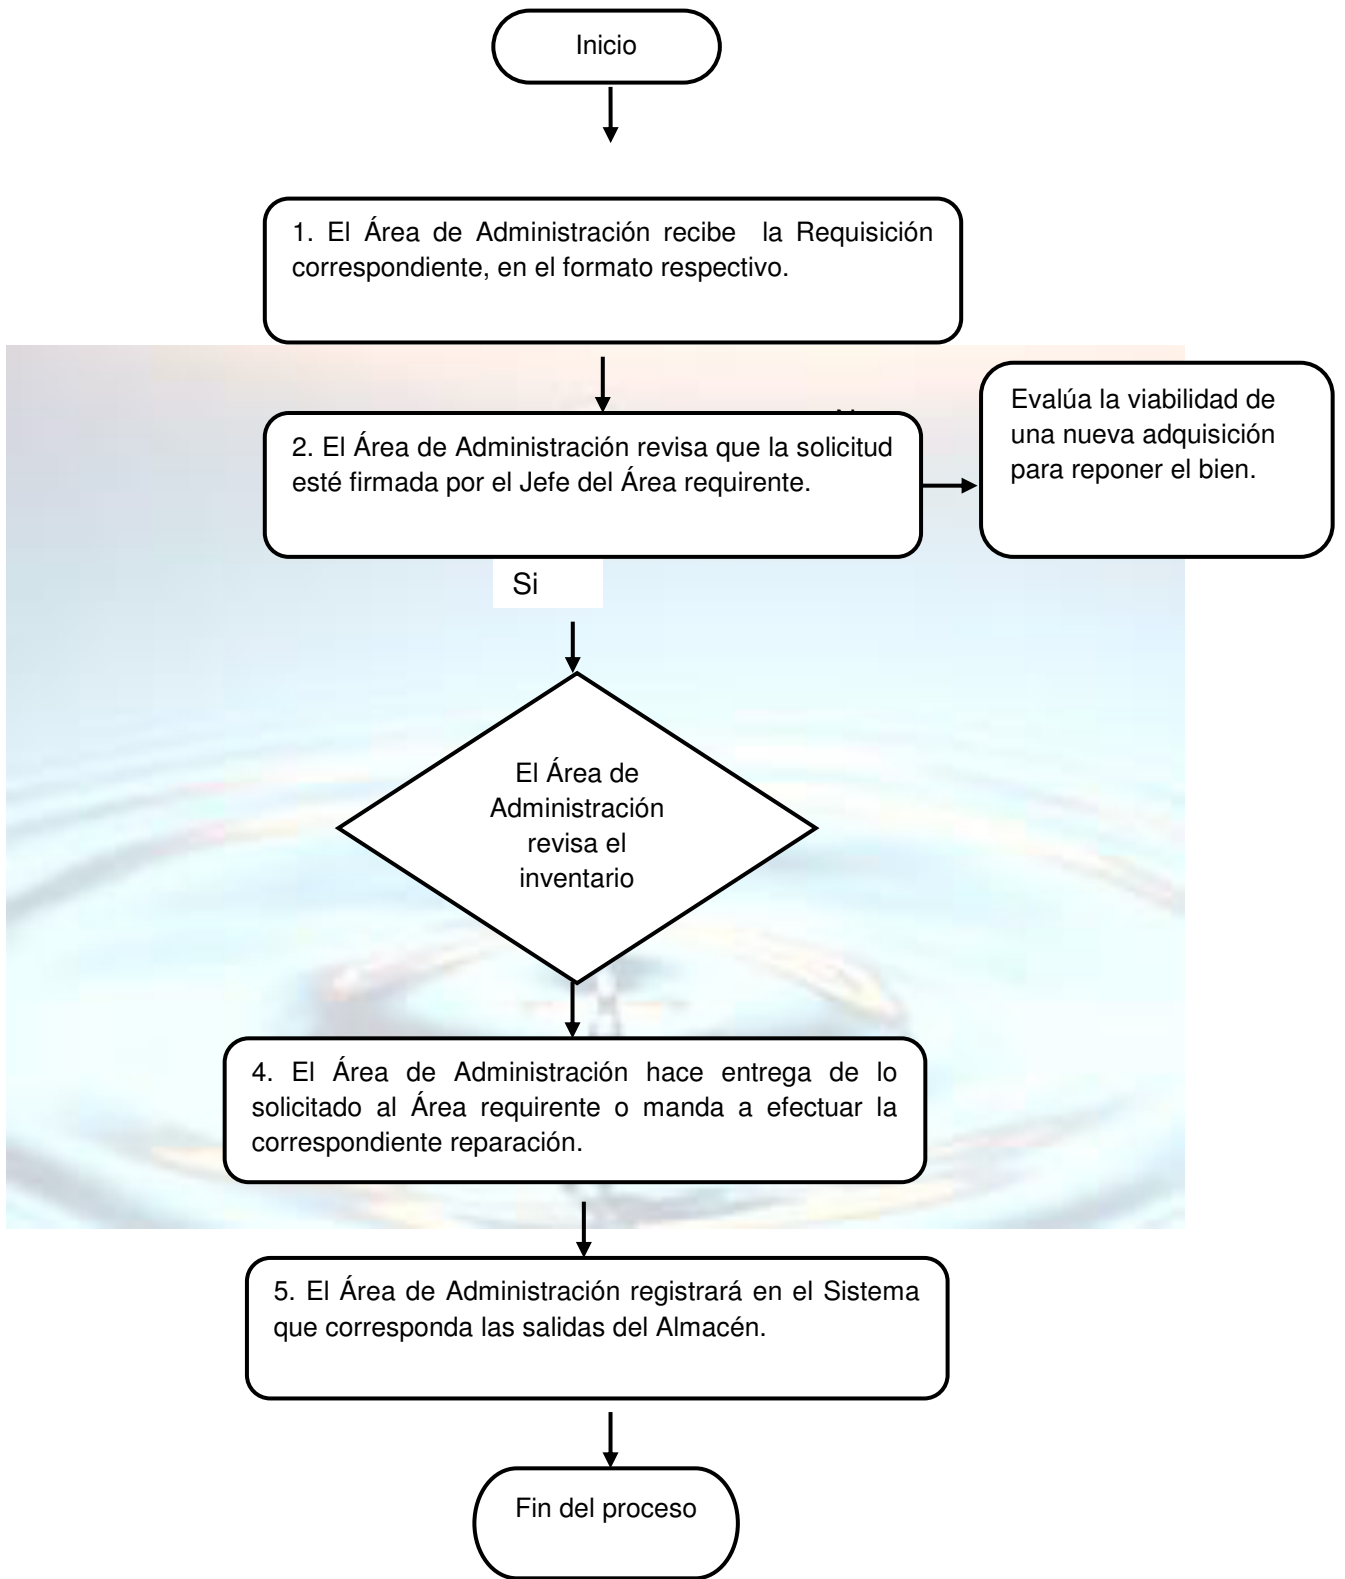 Inicio
1. El Área de Administración recibe la Requisición
correspondiente, en el formato respectivo.
2. El Área de Administración revisa que la solicitud
esté firmada por el Jefe del Área requirente.
Evalúa la viabilidad de
una nueva adquisición
para reponer el bien.
Si
El Área de
Administración
revisa el
inventario
4. El Área de Administración hace entrega de lo
solicitado al Área requirente o manda a efectuar la
correspondiente reparación.
5. El Área de Administración registrará en el Sistema
que corresponda las salidas del Almacén.
Fin del proceso